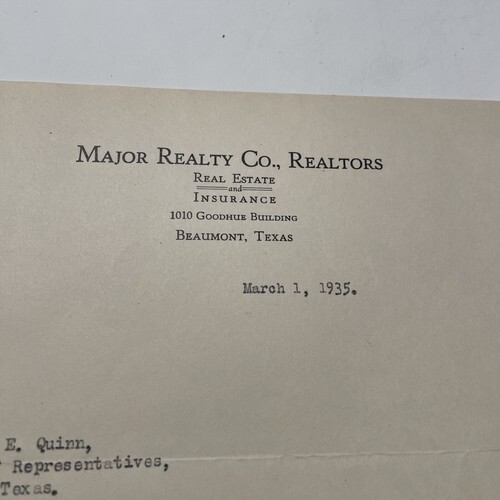 Major Realty Co., Realtors
Real Estate
and
Insurance
1010 Goodhue Building
Beaumont, Texas
March 1, 1935.
E. Quinn,
Representatives,
Texas.